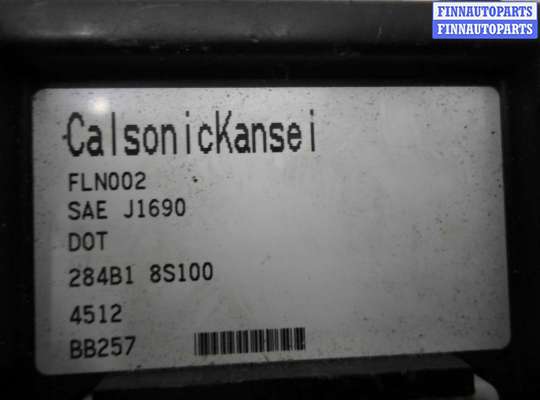 FINNAUTOPARTS
FINNAUTOPARTS
CalsonicKansei
FLN002
SAE J1690
DOT
284B1 8S100
4512
BB257